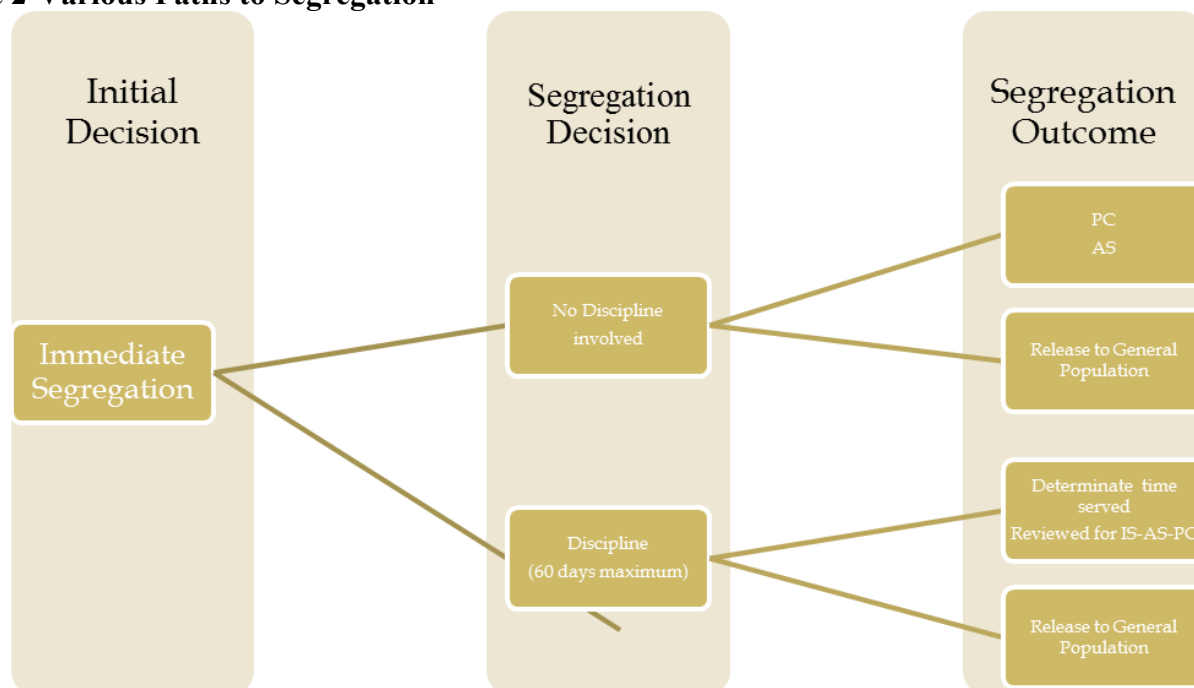 2 Various Paths to Segregation
Initial
Decision
Segregation
Decision
Segregation
Outcome
Immediate
Segregation
No Discipline
involved
Discipline
(60 days maximum)
PC
AS
Release to General
Population
Determinate time
served
Reviewed for IS-AS-PC
Release to General
Population